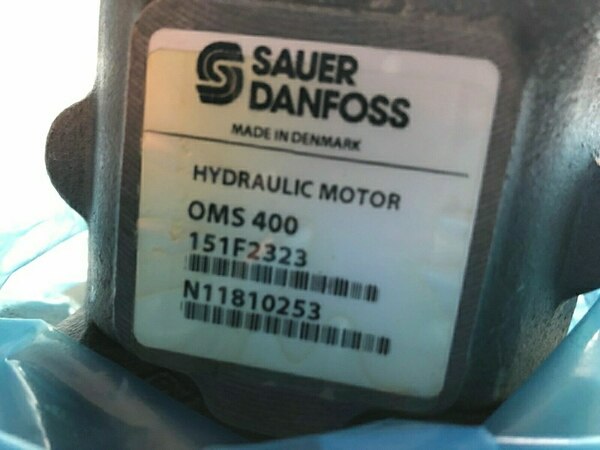 SAUER
DANFOSS
MADE IN DENMARK
HYDRAULIC MOTOR
OMS 400
151F2323
N11810253